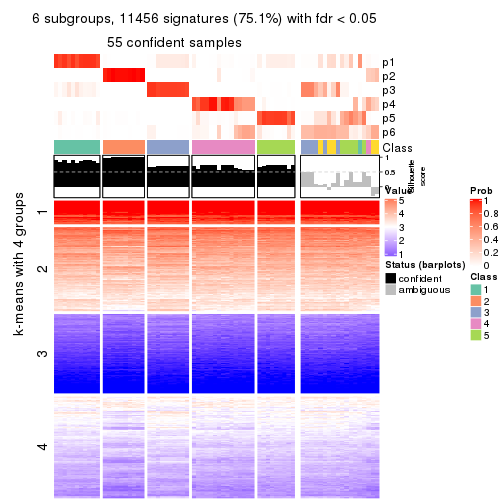 6 subgroups, 11456 signatures (75.1%) with fdr < 0.05
55 confident samples
p1
p2
p3
p4
p5
p6
Class
1
0.5
0
Silhouette
score
k-means with 4 groups
1
2
3
4
Value
5
4
3
2
1
Status (barplots)
confident
ambiguous
Prob
1
0.8
0.6
0.4
0.2
0
Class
1
2
3
4
5